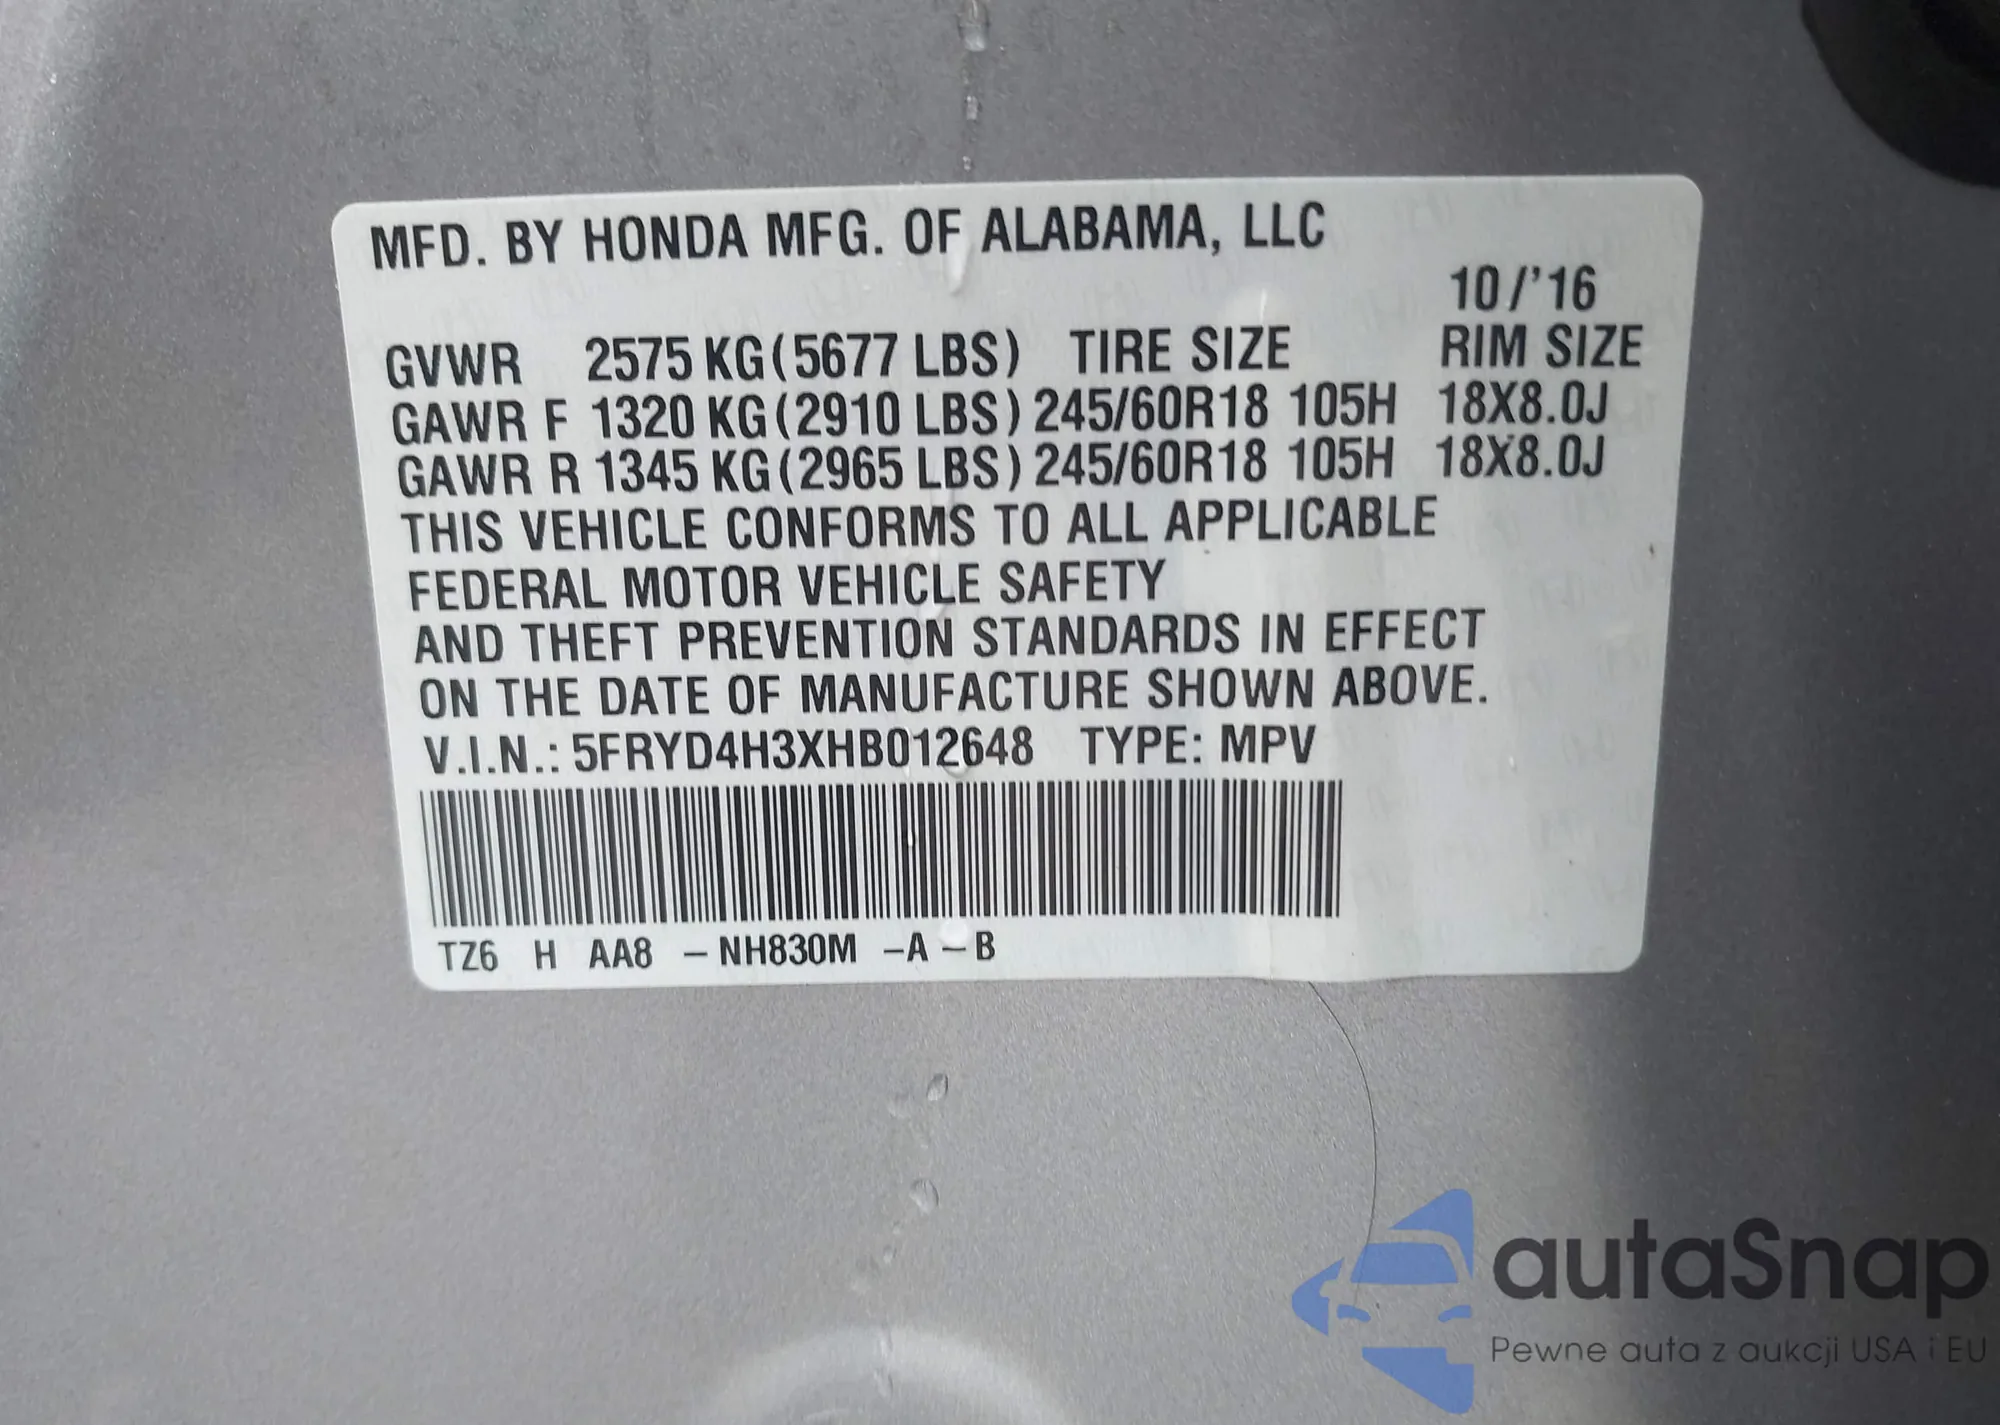 MFD. BY HONDA MFG. OF ALABAMA, LLC
10/'16
GVWR 2575 KG (5677 LBS) TIRE SIZE RIM SIZE
GAWR F 1320 KG (2910 LBS) 245/60R18 105H 18X8.0J
GAWR R 1345 KG (2965 LBS) 245/60R18 105H 18X8.0J
THIS VEHICLE CONFORMS TO ALL APPLICABLE
FEDERAL MOTOR VEHICLE SAFETY
AND THEFT PREVENTION STANDARDS IN EFFECT
ON THE DATE OF MANUFACTURE SHOWN ABOVE.
V.I.N.: 5FRYD4H3XHB012648 TYPE: MPV
TZ6 H AA8 – NH830M –A – B
autaSnap
Pewne auta z aukcji USA i EU